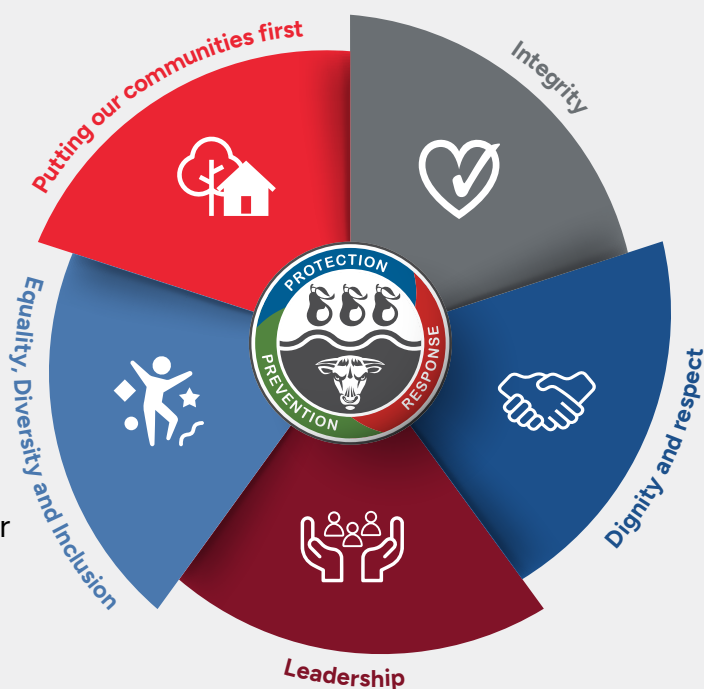 Putting our communities first
Integrity
Dignity and respect
Leadership
Equality, Diversity and Inclusion
PROTECTION
RESPONSE
PREVENTION
r